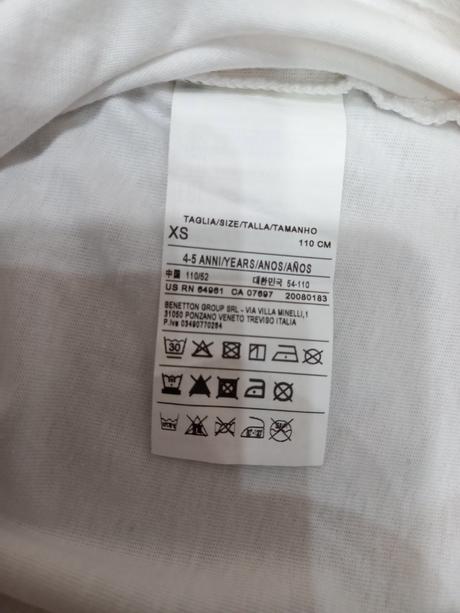 TAGLIA/SIZE/TALLA/TAMANHO
XS 110 CM
4-5 ANNI/YEARS/ANOS/AÑOS
中国 110/52 대한민국 54-110
US RN 64961 CA 07697 20080183
BENETTON GROUP SRL - VIA VILLA MINELLI,1
31050 PONZANO VENETO TREVISO ITALIA
P.Iva 03490770264
30